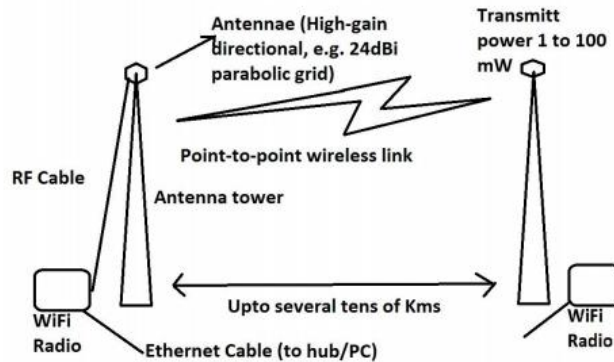 Antennae (High-gain
directional, e.g. 24dBi
parabolic grid)
Transmitt
power 1 to 100
mW
Point-to-point wireless link
RF Cable
Antenna tower
Upto several tens of Kms
WiFi
Radio
Ethernet Cable (to hub/PC)
WiFi
Radio